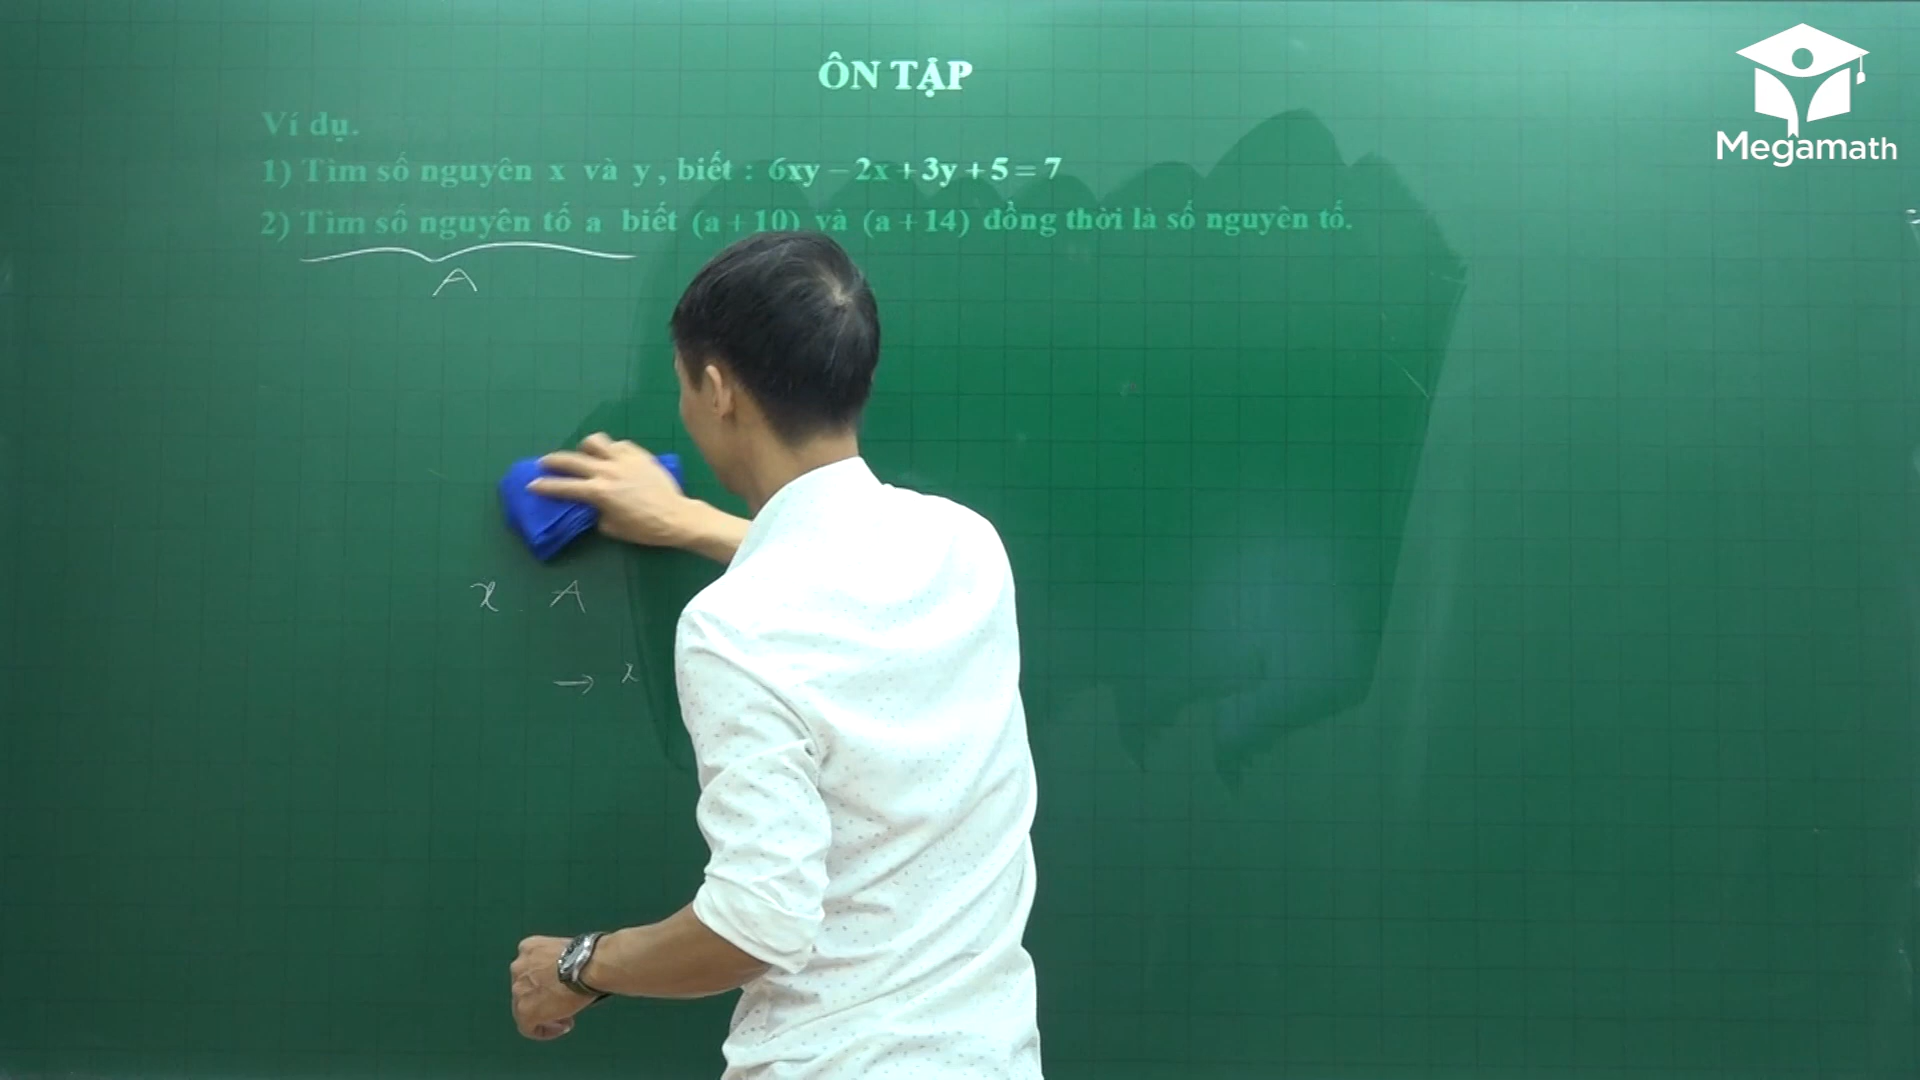 ÔN TẬP
Megamath
Ví dụ.
1) Tìm số nguyên x và y, biết : 6xy – 2x + 3y + 5 = 7
2) Tìm số nguyên tố a biết (a + 10) và (a + 14) đồng thời là số nguyên tố.
A
x . A
→ x